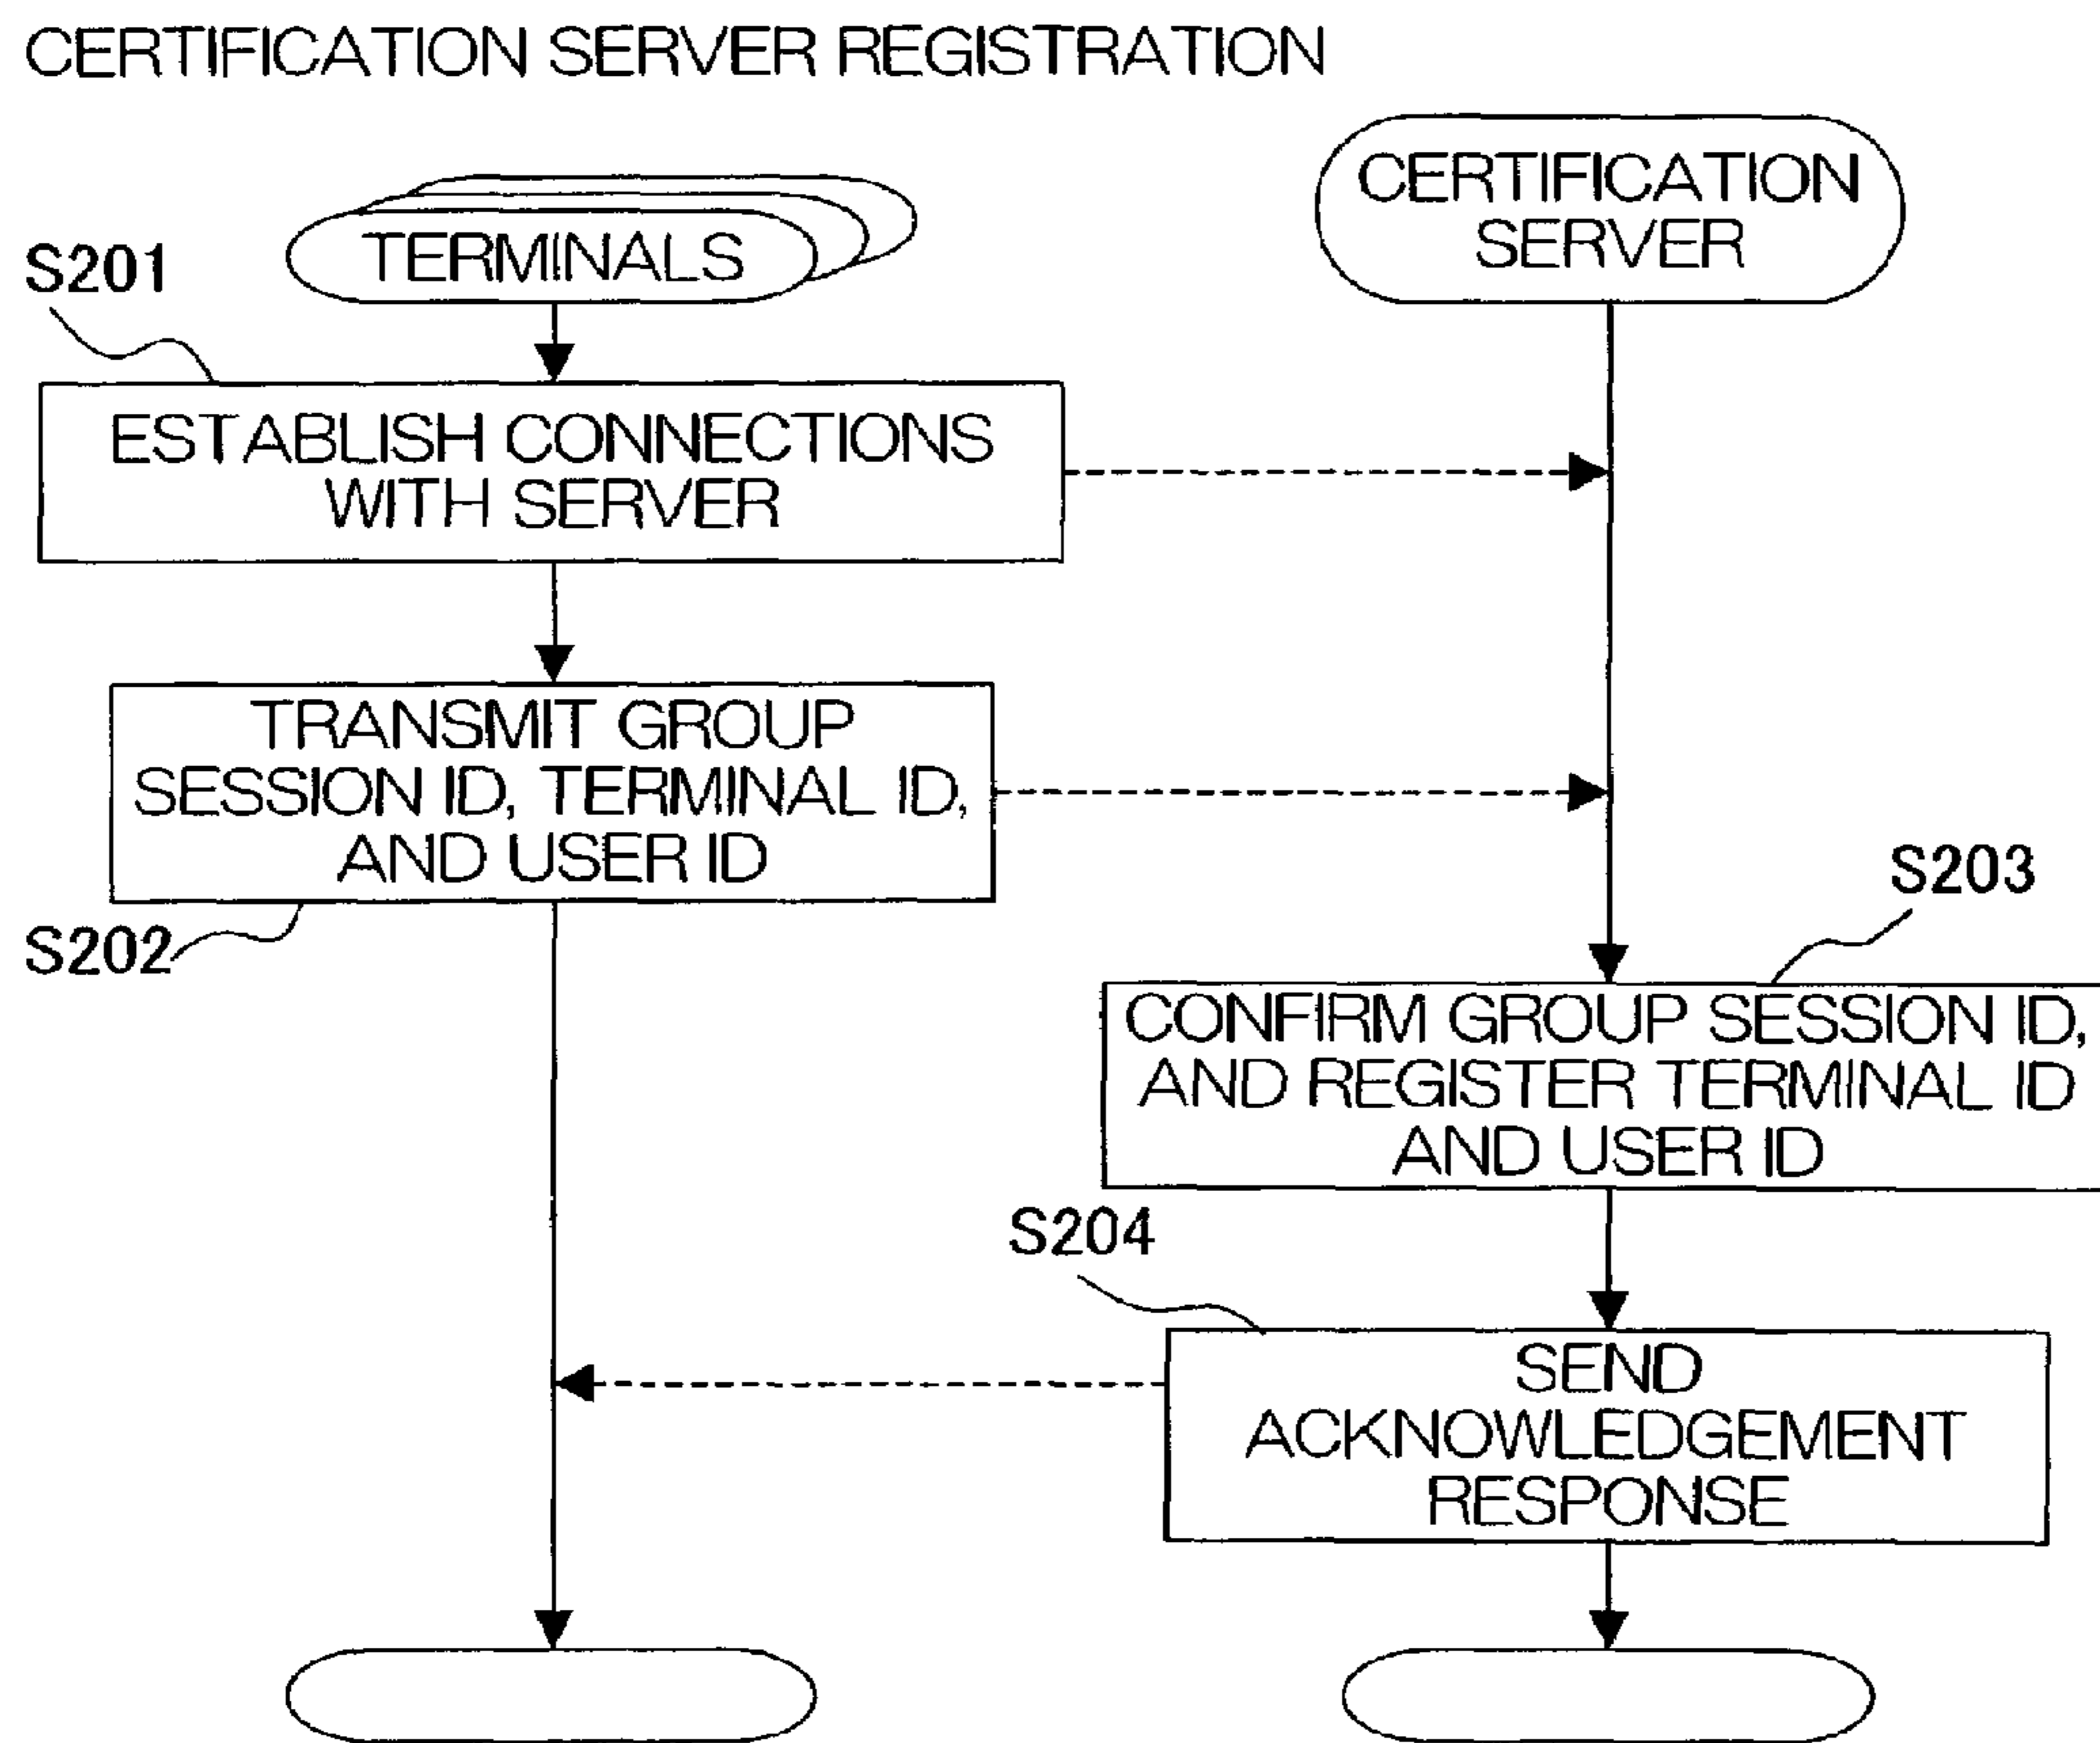 CERTIFICATION SERVER REGISTRATION
CERTIFICATION
SERVER
TERMINALS
S201
ESTABLISH CONNECTIONS
WITH SERVER
TRANSMIT GROUP
SESSION ID, TERMINAL ID,
AND USER ID
S202
S203
CONFIRM GROUP SESSION ID,
AND REGISTER TERMINAL ID
AND USER ID
S204
SEND
ACKNOWLEDGEMENT
RESPONSE